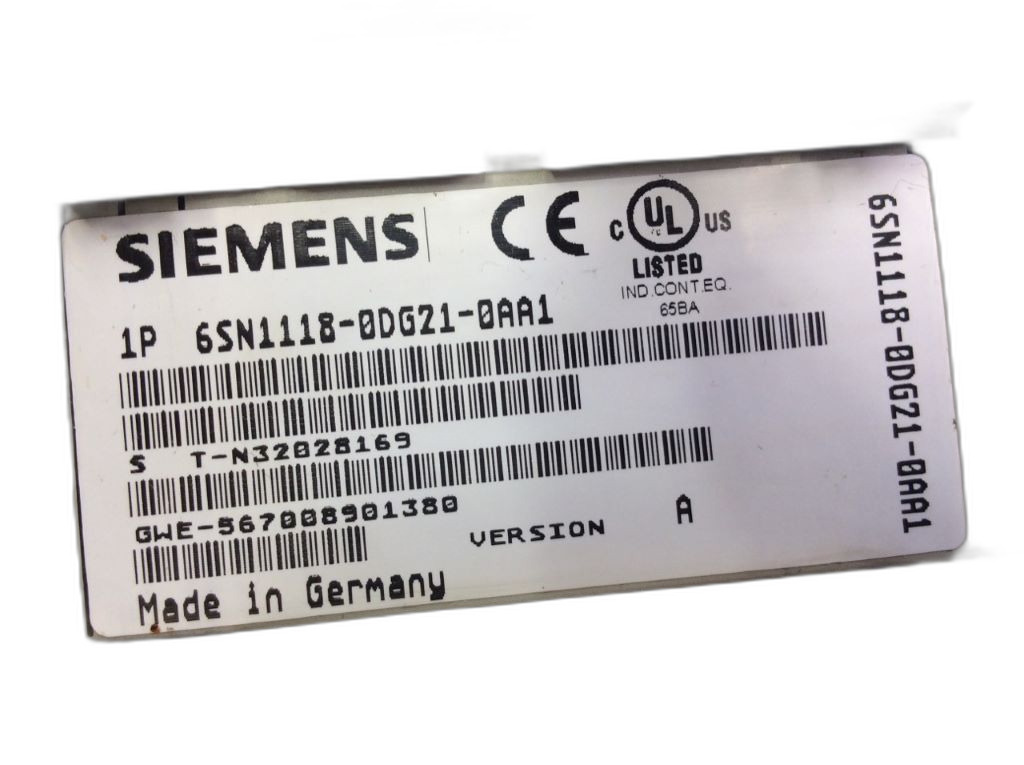 SIEMENS
CE
C UL US
LISTED
IND.CONT.EQ.
65BA
1P 6SN1118-0DG21-0AA1
S T-N32028169
GWE-567008901380
VERSION A
Made in Germany
6SN1118-0DG21-0AA1